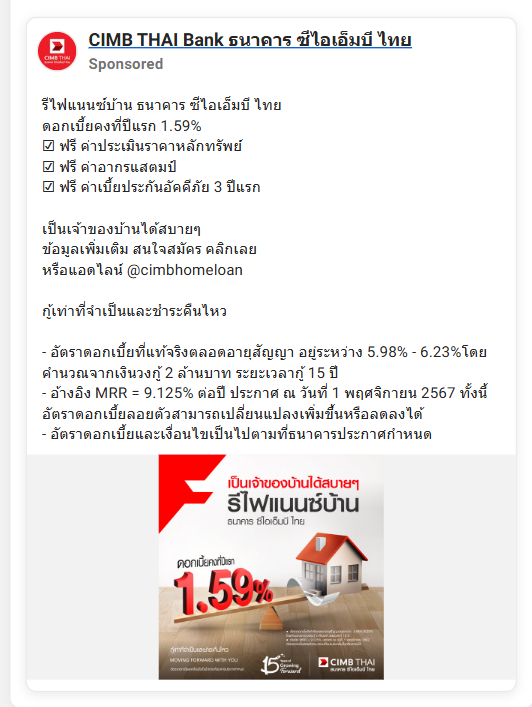 CIMB THAI
CIMB THAI Bank ธนาคาร ซีไอเอ็มบี ไทย
Sponsored
รีไฟแนนซ์บ้าน ธนาคาร ซีไอเอ็มบี ไทย
ดอกเบี้ยคงที่ปีแรก 1.59%
☑ ฟรี ค่าประเมินราคาหลักทรัพย์
☑ ฟรี ค่าอากรแสตมป์
☑ ฟรี ค่าเบี้ยประกันอัคคีภัย 3 ปีแรก
เป็นเจ้าของบ้านได้สบายๆ
ข้อมูลเพิ่มเติม สนใจสมัคร คลิกเลย
หรือแอดไลน์ @cimbhomeloan
กู้เท่าที่จำเป็นและชำระคืนไหว
- อัตราดอกเบี้ยที่แท้จริงตลอดอายุสัญญา อยู่ระหว่าง 5.98% - 6.23%โดย
คำนวณจากเงินวงกู้ 2 ล้านบาท ระยะเวลากู้ 15 ปี
- อ้างอิง MRR = 9.125% ต่อปี ประกาศ ณ วันที่ 1 พฤศจิกายน 2567 ทั้งนี้
อัตราดอกเบี้ยลอยตัวสามารถเปลี่ยนแปลงเพิ่มขึ้นหรือลดลงได้
- อัตราดอกเบี้ยและเงื่อนไขเป็นไปตามที่ธนาคารประกาศกำหนด
เป็นเจ้าของบ้านได้สบายๆ
รีไฟแนนซ์บ้าน
ธนาคาร ซีไอเอ็มบี ไทย
ดอกเบี้ยคงที่ปีแรก
1.59%
กู้เท่าที่จำเป็นและชำระคืนไหว
MOVING FORWARD WITH YOU
15 Years of Growing Forward
CIMB THAI
ธนาคาร ซีไอเอ็มบี ไทย